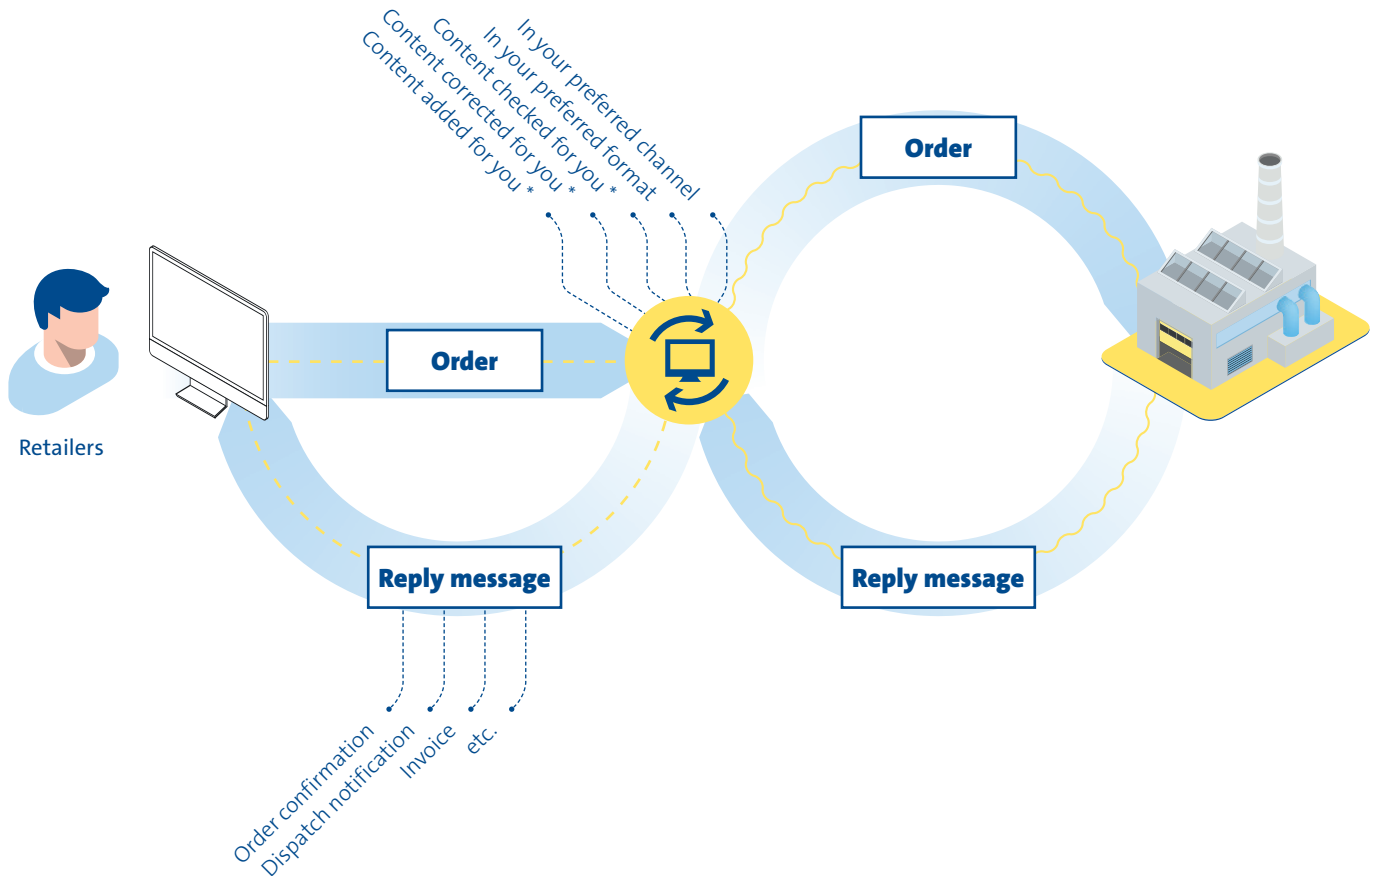 In your preferred channel
In your preferred format
Content checked for you *
Content corrected for you *
Content added for you *
Order
Order
Retailers
Reply message
Reply message
Order confirmation
Dispatch notification
Invoice
etc.